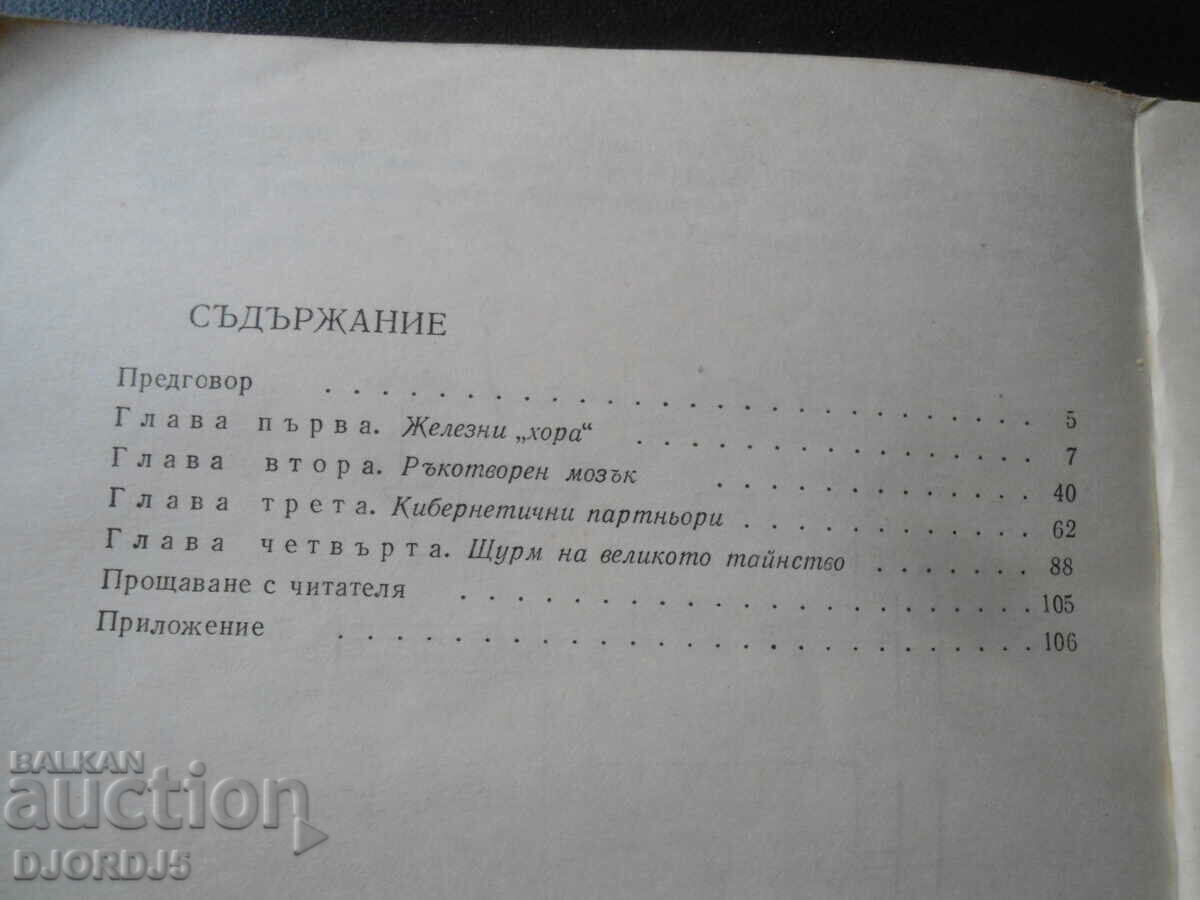 СЪДЪРЖАНИЕ
Предговор . . . . . . . . . . . . . . . . . . . . . . 5
Глава първа. Железни „хора“ . . . . . . . . . . . . 7
Глава втора. Ръкотворен мозък . . . . . . . . . . 40
Глава трета. Кибернетични партньори . . . . . . . . . . 62
Глава четвърта. Щурм на великото тайнство . . . . . . . 88
Прощаване с читателя . . . . . . . . . . . . . . . . 105
Приложение . . . . . . . . . . . . . . . . . . . . . 106
BALKAN
auction
DJORDJ5